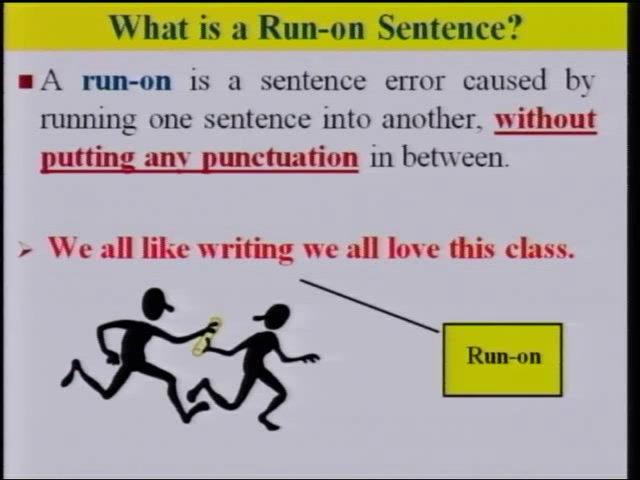 What is a Run-on Sentence?
A run-on is a sentence error caused by
running one sentence into another, without
putting any punctuation in between.
We all like writing we all love this class.
Run-on